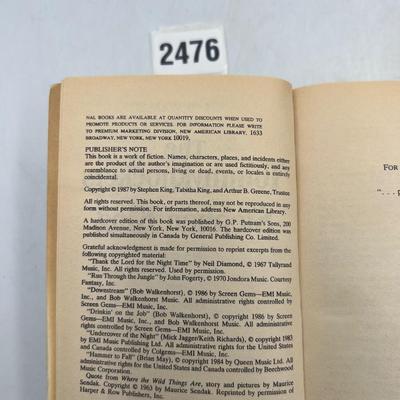 2476
NAL BOOKS ARE AVAILABLE AT QUANTITY DISCOUNTS WHEN USED TO
PROMOTE PRODUCTS OR SERVICES. FOR INFORMATION PLEASE WRITE
TO PREMIUM MARKETING DIVISION, NEW AMERICAN LIBRARY, 1633
BROADWAY, NEW YORK, NEW YORK 10019.
PUBLISHER'S NOTE
This book is a work of fiction. Names, characters, places, and incidents either
are the product of the author's imagination or are used fictitiously, and any
resemblance to actual persons, living or dead, events, or locales is entirely
coincidental.
Copyright © 1987 by Stephen King, Tabitha King, and Arthur B. Greene, Trustee
All rights reserved. This book, or parts thereof, may not be reproduced in any
form without permission. For information address New American Library.
A hardcover edition of this book was published by G.P. Putnam's Sons, 200
Madison Avenue, New York, New York, 10016. The hardcover edition was
published simultaneously in Canada by General Publishing Co. Limited.
Grateful acknowledgment is made for permission to reprint excerpts from the
following copyrighted material:
"Thank the Lord for the Night Time" by Neil Diamond, © 1967 Tallyrand
Music, Inc. All rights reserved. Used by permission.
"Run Through the Jungle" by John Fogerty, © 1970 Jondora Music. Courtesy
Fantasy, Inc.
"Downstream" (Bob Walkenhorst), © 1986 by Screen Gems—EMI Music,
Inc., and Bob Walkenhorst Music. All administrative rights controlled by
Screen Gems—EMI Music, Inc.
"Drinkin' on the Job" (Bob Walkenhorst), © copyright 1986 by Screen
Gems—EMI Music, Inc., and Bob Walkenhorst Music. All administrative
rights controlled by Screen Gems—EMI Music, Inc.
"Undercover of the Night" (Mick Jagger/Keith Richards), © copyright 1983
by EMI Music Publishing Ltd. All administrative rights for the United States
and Canada controlled by Colgems—EMI Music, Inc.
"Hammer to Fall" (Brian May), © copyright 1984 by Queen Music Ltd. All
administrative rights for the United States and Canada controlled by Beechwood
Music Corporation.
Quote from Where the Wild Things Are, story and pictures by Maurice
Sendak, © 1963 by Maurice Sendak. Reprinted by permission of
Harper & Row Publishers, Inc.
FOR
"...